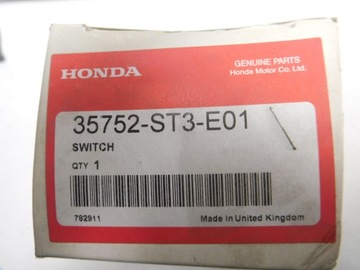 HONDA
GENUINE PARTS
Honda Motor Co. Ltd.
35752-ST3-E01
SWITCH
QTY 1
782911
Made in United Kingdom